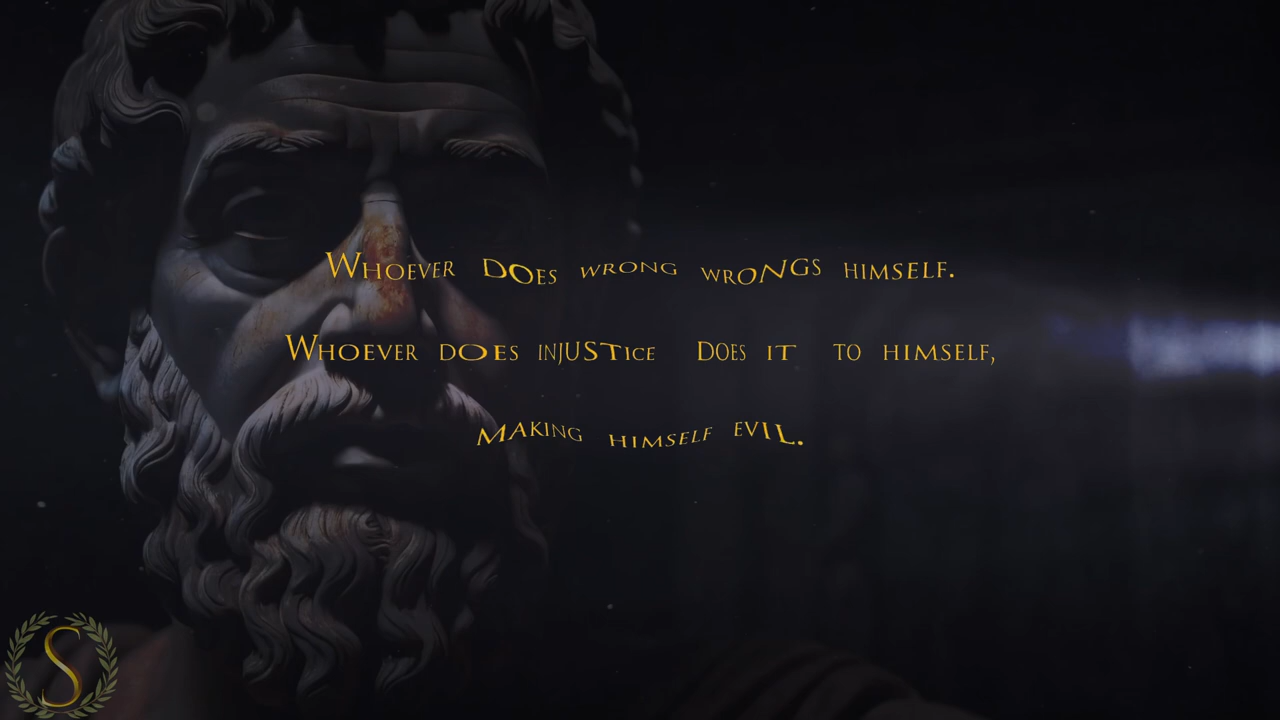 Whoever does wrong wrongs himself.
Whoever does injustice does it to himself,
making himself evil.
S